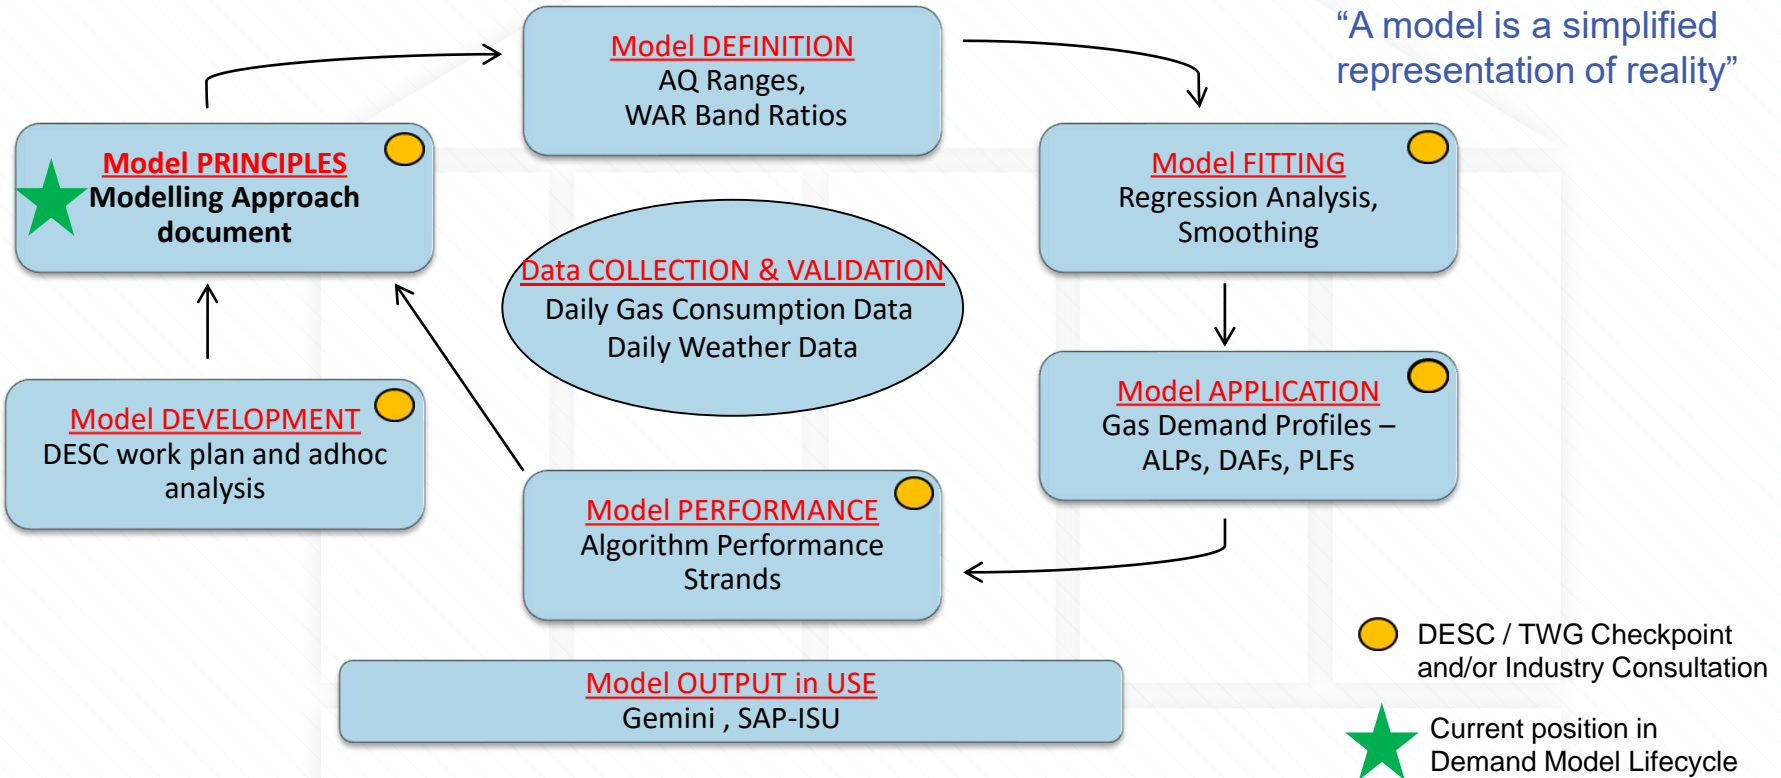 “A model is a simplified
representation of reality”
Model DEFINITION
AQ Ranges,
WAR Band Ratios
Model PRINCIPLES
Modelling Approach
document
Model FITTING
Regression Analysis,
Smoothing
Data COLLECTION & VALIDATION
Daily Gas Consumption Data
Daily Weather Data
Model DEVELOPMENT
DESC work plan and adhoc
analysis
Model APPLICATION
Gas Demand Profiles –
ALPs, DAFs, PLFs
Model PERFORMANCE
Algorithm Performance
Strands
Model OUTPUT in USE
Gemini , SAP-ISU
DESC / TWG Checkpoint
and/or Industry Consultation
Current position in
Demand Model Lifecycle